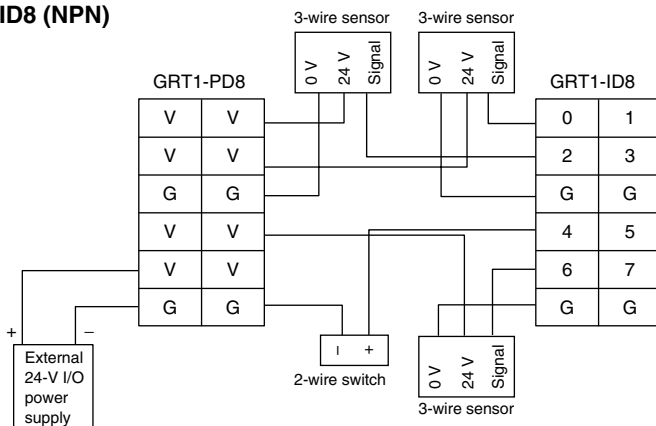 ID8 (NPN)
3-wire sensor
3-wire sensor
0 V
24 V
Signal
0 V
24 V
Signal
GRT1-PD8
GRT1-ID8
V V
V V
G G
V V
V V
G G
0 1
2 3
G G
4 5
6 7
G G
+ –
External
24-V I/O
power
supply
– +
2-wire switch
0 V
24 V
Signal
3-wire sensor